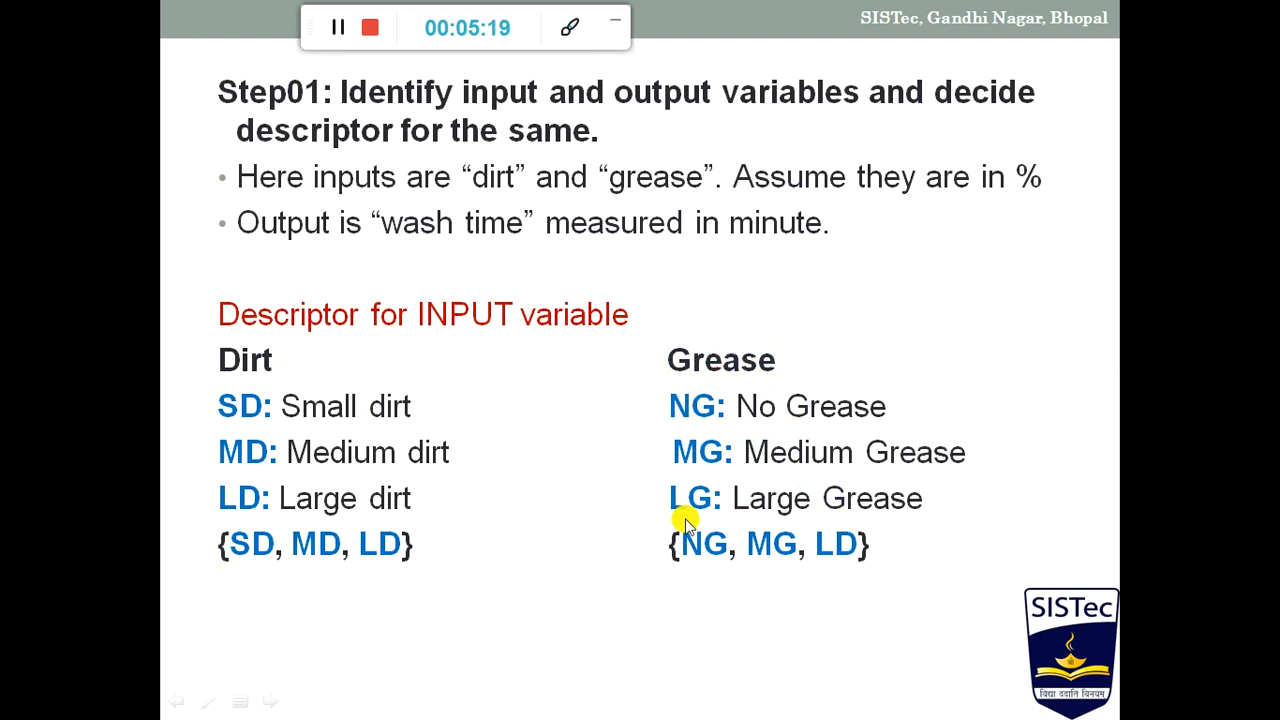 SISTec, Gandhi Nagar, Bhopal
00:05:19
Step01: Identify input and output variables and decide
descriptor for the same.
• Here inputs are “dirt” and “grease”. Assume they are in %
• Output is “wash time” measured in minute.
Descriptor for INPUT variable
Dirt Grease
SD: Small dirt NG: No Grease
MD: Medium dirt MG: Medium Grease
LD: Large dirt LG: Large Grease
{SD, MD, LD} {NG, MG, LD}
SISTec
विद्या ददाति विनयम्